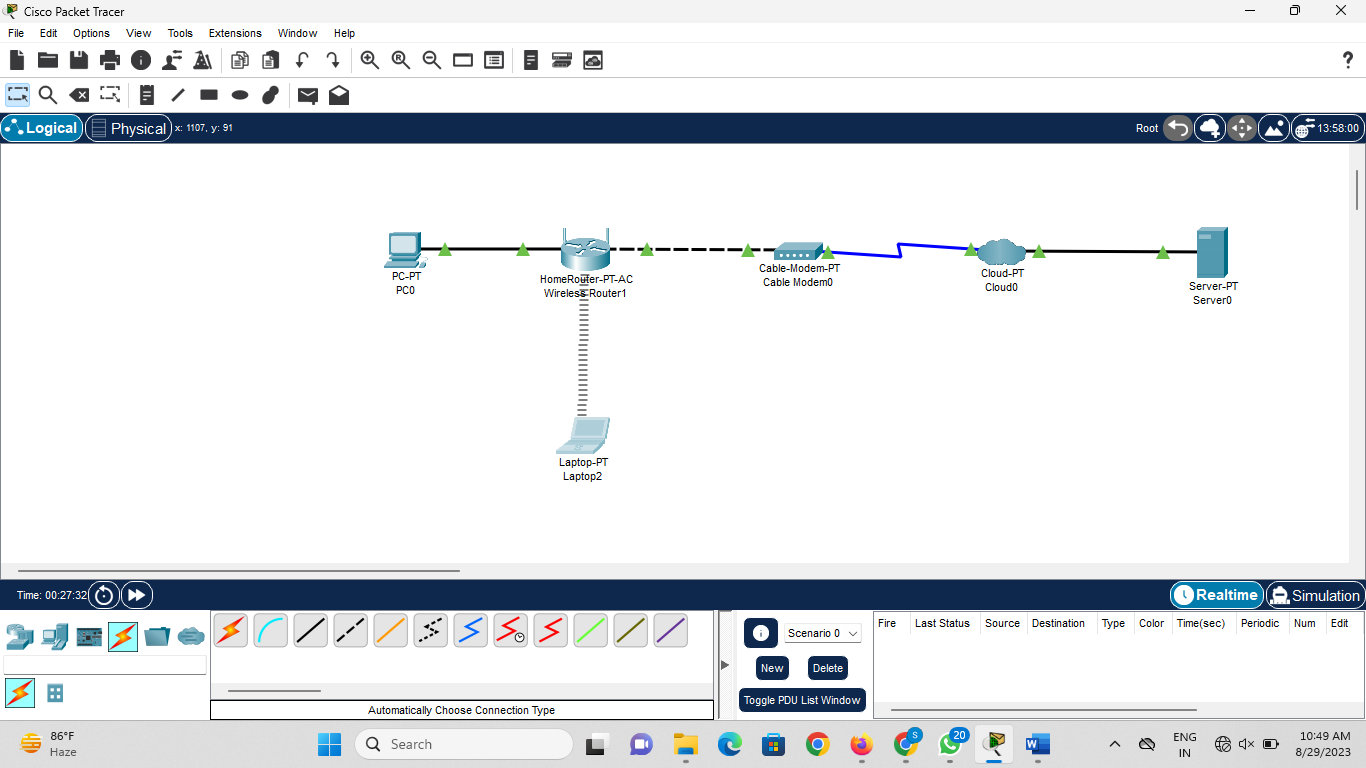 Cisco Packet Tracer
File Edit Options View Tools Extensions Window Help
Logical Physical x: 1107, y: 91 Root 13:58:00
PC-PT
PC0
HomeRouter-PT-AC
Wireless Router1
Cable-Modem-PT
Cable Modem0
Cloud-PT
Cloud0
Server-PT
Server0
Laptop-PT
Laptop2
Time: 00:27:32 Realtime Simulation
Scenario 0
New Delete
Toggle PDU List Window
Fire Last Status Source Destination Type Color Time(sec) Periodic Num Edit
Automatically Choose Connection Type
86°F
Haze
Search
S
20
ENG
IN
10:49 AM
8/29/2023